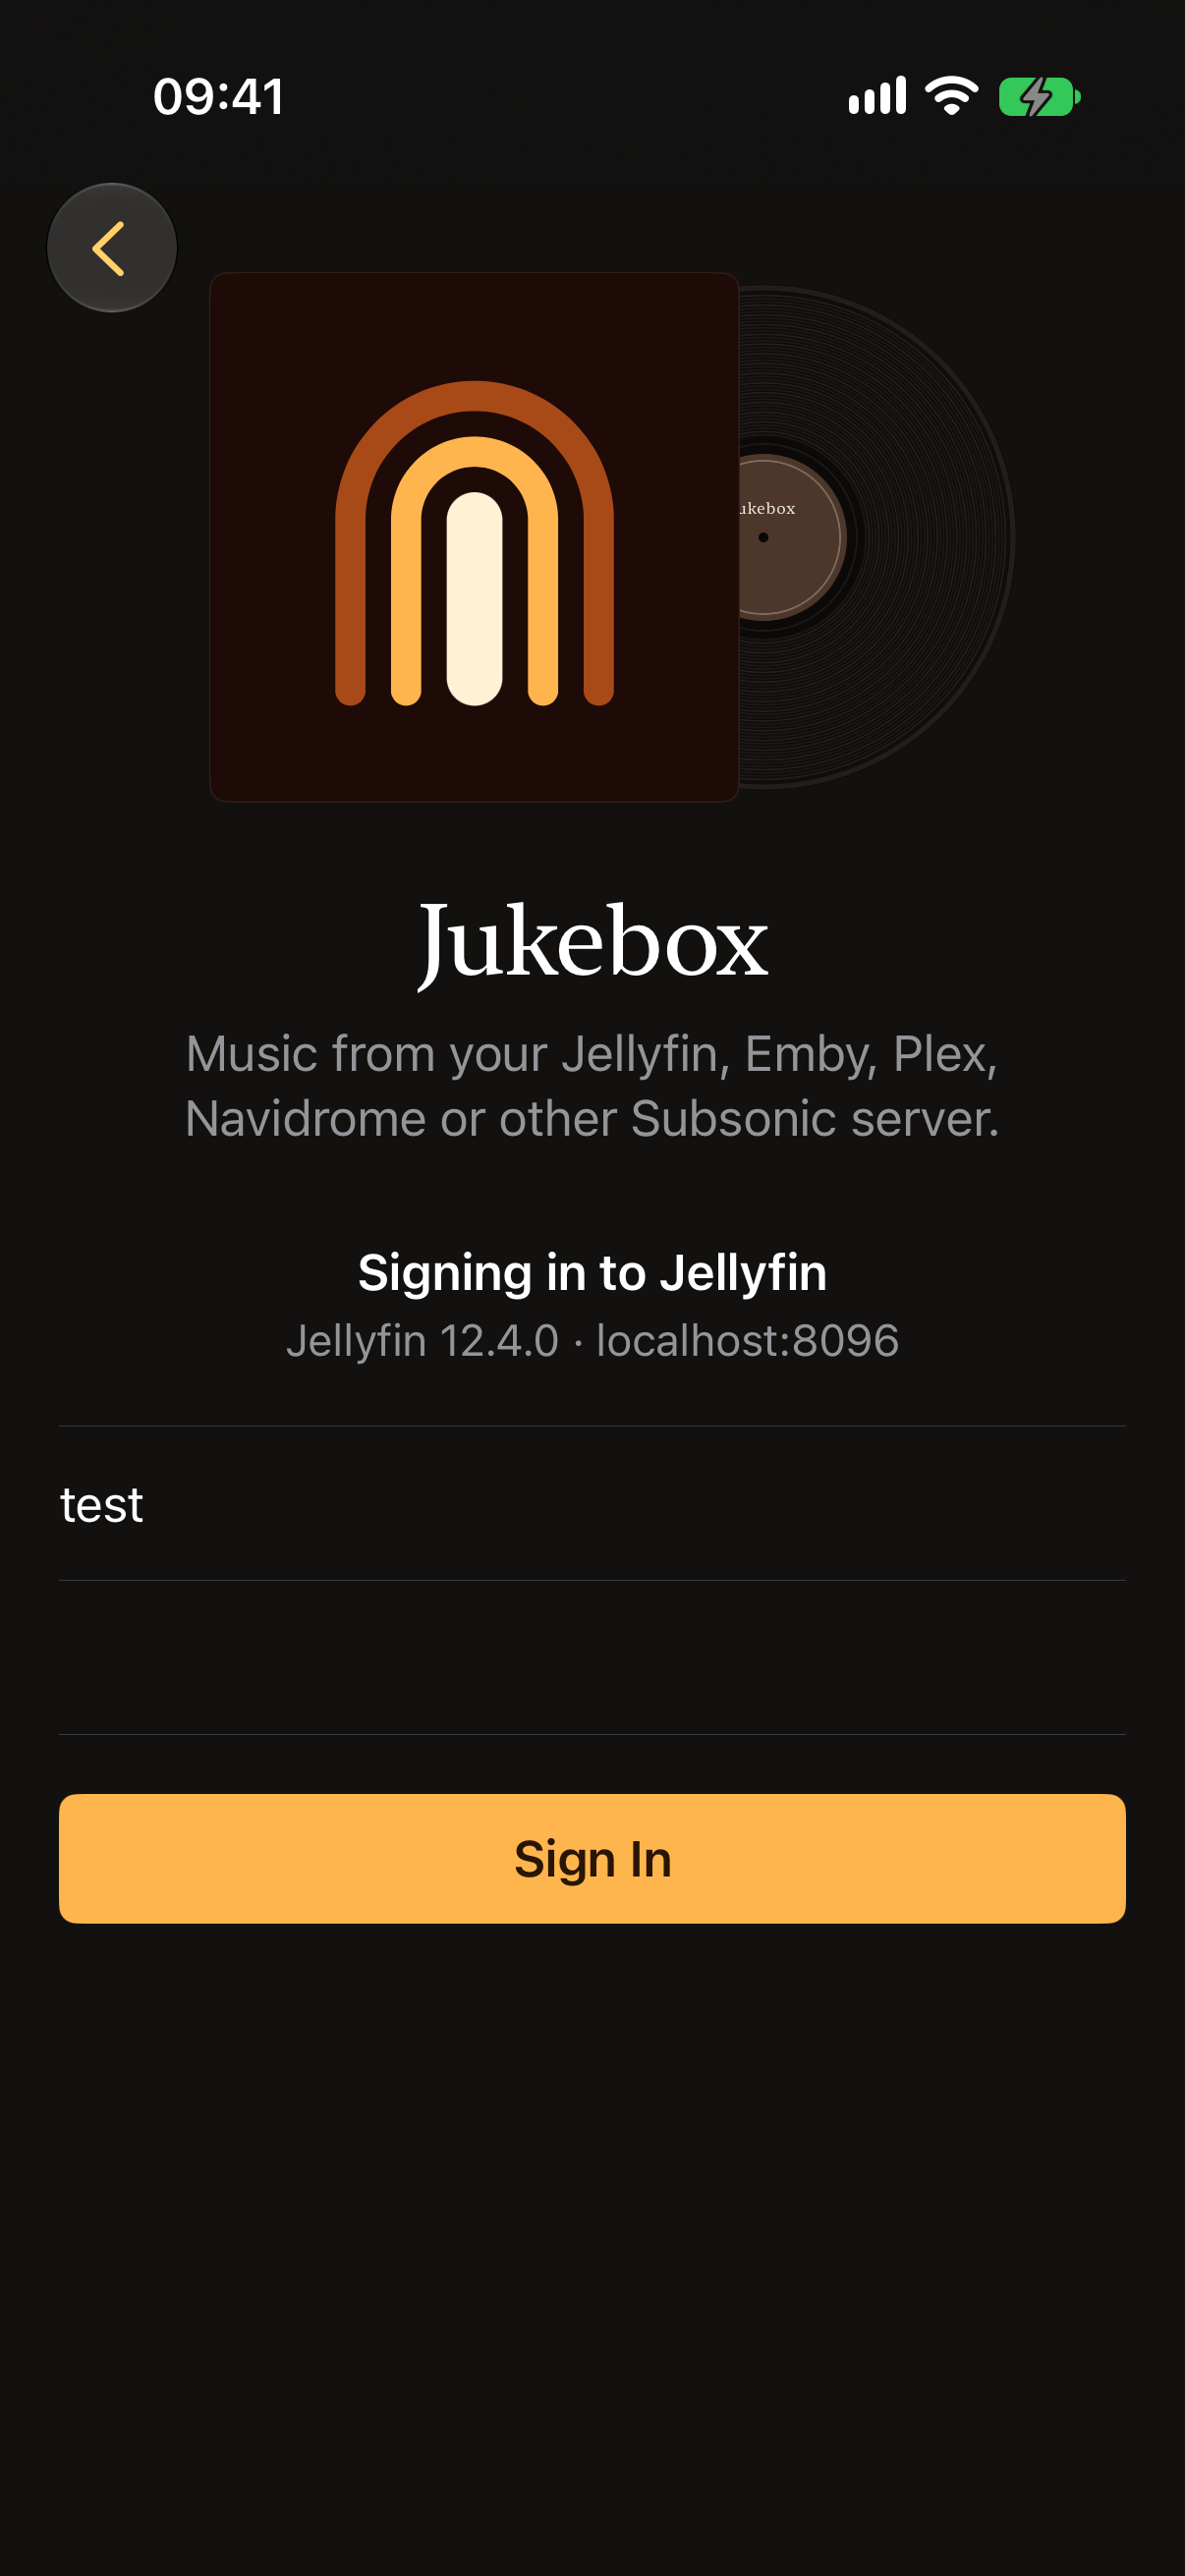 09:41
ukebox
Jukebox
Music from your Jellyfin, Emby, Plex,
Navidrome or other Subsonic server.
Signing in to Jellyfin
Jellyfin 12.4.0 · localhost:8096
test
Sign In